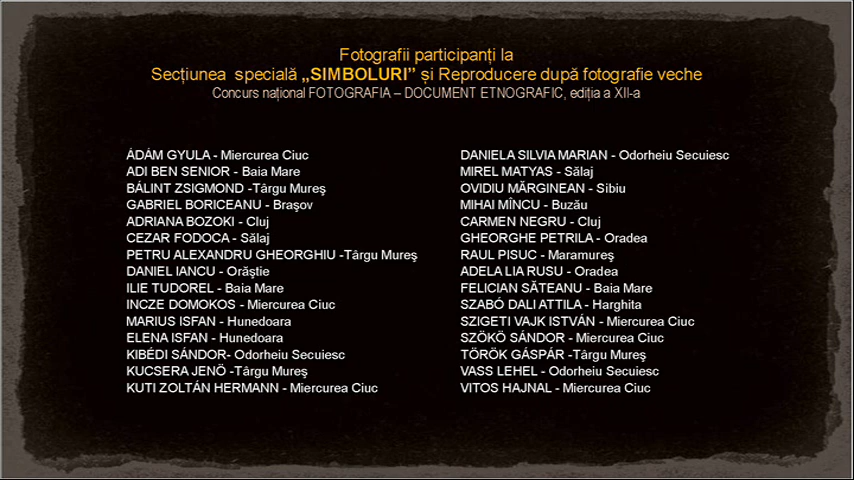 Fotografii participanți la
Secțiunea specială „SIMBOLURI” și Reproducere după fotografie veche
Concurs național FOTOGRAFIA – DOCUMENT ETNOGRAFIC, ediția a XII-a
ÁDÁM GYULA - Miercurea Ciuc
ADI BEN SENIOR - Baia Mare
BÁLINT ZSIGMOND -Târgu Mureş
GABRIEL BORICEANU - Braşov
ADRIANA BOZOKI - Cluj
CEZAR FODOCA - Sălaj
PETRU ALEXANDRU GHEORGHIU -Târgu Mureş
DANIEL IANCU - Orăştie
ILIE TUDOREL - Baia Mare
INCZE DOMOKOS - Miercurea Ciuc
MARIUS ISFAN - Hunedoara
ELENA ISFAN - Hunedoara
KIBÉDI SÁNDOR- Odorheiu Secuiesc
KUCSERA JENÖ -Târgu Mureş
KUTI ZOLTÁN HERMANN - Miercurea Ciuc
DANIELA SILVIA MARIAN - Odorheiu Secuiesc
MIREL MATYAS - Sălaj
OVIDIU MĂRGINEAN - Sibiu
MIHAI MÎNCU - Buzău
CARMEN NEGRU - Cluj
GHEORGHE PETRILA - Oradea
RAUL PISUC - Maramureş
ADELA LIA RUSU - Oradea
FELICIAN SĂTEANU - Baia Mare
SZABÓ DALI ATTILA - Harghita
SZIGETI VAJK ISTVÁN - Miercurea Ciuc
SZÖKÖ SÁNDOR - Miercurea Ciuc
TÖRÖK GÁSPÁR -Târgu Mureş
VASS LEHEL - Odorheiu Secuiesc
VITOS HAJNAL - Miercurea Ciuc